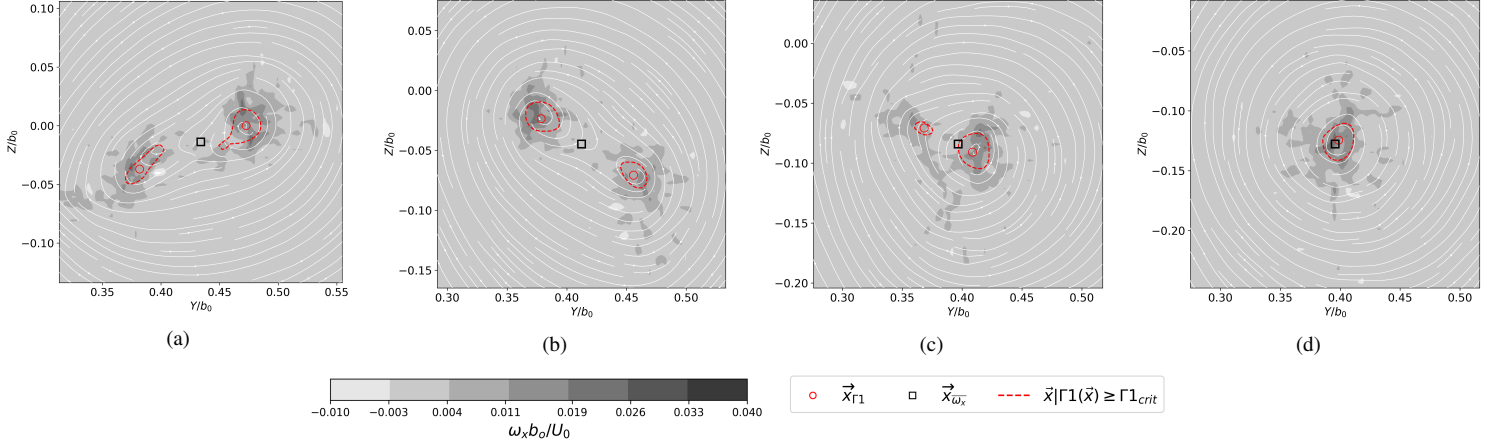 0.10
0.05
0.00
−0.05
−0.10
Z/b₀
0.35 0.40 0.45 0.50 0.55
Y/b₀
(a)
0.05
0.00
−0.05
−0.10
−0.15
Z/b₀
0.30 0.35 0.40 0.45 0.50
Y/b₀
(b)
0.00
−0.05
−0.10
−0.15
−0.20
Z/b₀
0.30 0.35 0.40 0.45 0.50
Y/b₀
(c)
−0.05
−0.10
−0.15
−0.20
Z/b₀
0.30 0.35 0.40 0.45 0.50
Y/b₀
(d)
−0.010 −0.003 0.004 0.011 0.019 0.026 0.033 0.040
ωₓbₒ/U₀
x⃗_Γ1 x⃗_ω̅ₓ x⃗|Γ1(x⃗) ≥ Γ1_crit